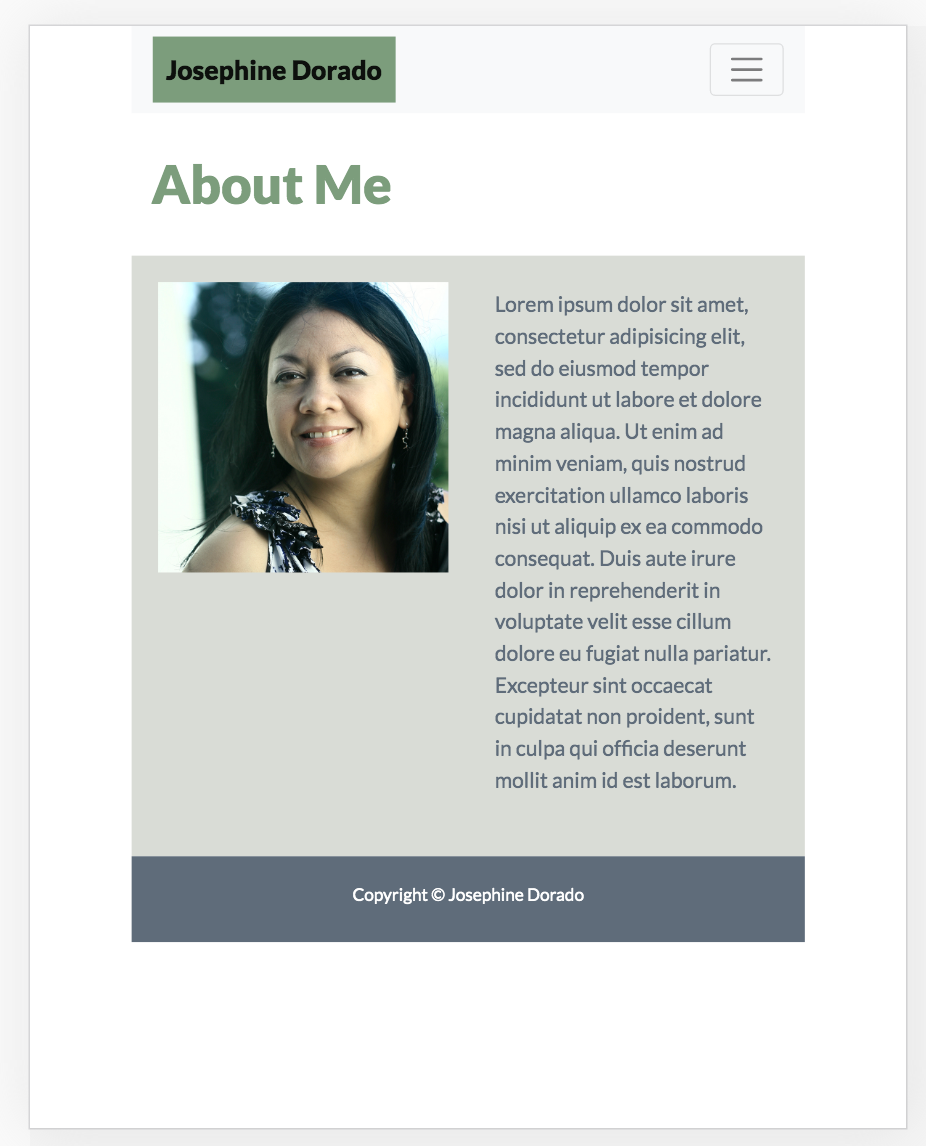 Josephine Dorado
About Me
Lorem ipsum dolor sit amet,
consectetur adipisicing elit,
sed do eiusmod tempor
incididunt ut labore et dolore
magna aliqua. Ut enim ad
minim veniam, quis nostrud
exercitation ullamco laboris
nisi ut aliquip ex ea commodo
consequat. Duis aute irure
dolor in reprehenderit in
voluptate velit esse cillum
dolore eu fugiat nulla pariatur.
Excepteur sint occaecat
cupidatat non proident, sunt
in culpa qui officia deserunt
mollit anim id est laborum.
Copyright © Josephine Dorado